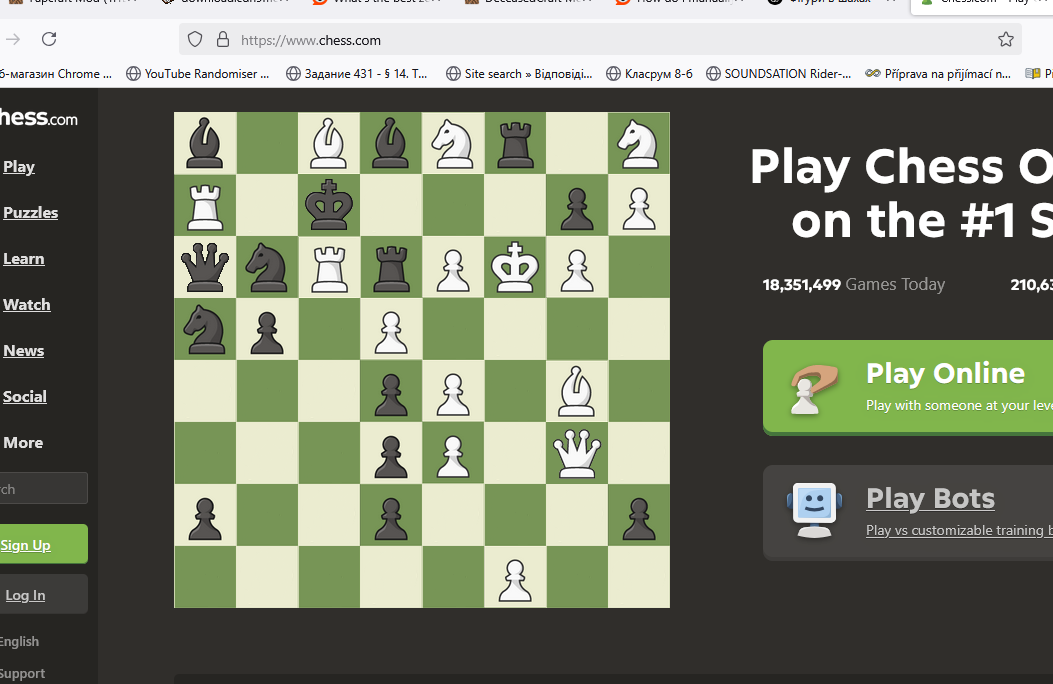 https://www.chess.com
б-магазин Chrome ...
YouTube Randomiser ...
Задание 431 - § 14. Т...
Site search » Відповіді...
Класрум 8-б
SOUNDSATION Rider-...
Příprava na přijímací n...
hess.com
Play
Puzzles
Learn
Watch
News
Social
More
ch
Sign Up
Log In
English
Support
Play Chess O
on the #1 S
18,351,499 Games Today
210,63
Play Online
Play with someone at your leve
Play Bots
Play vs customizable training b